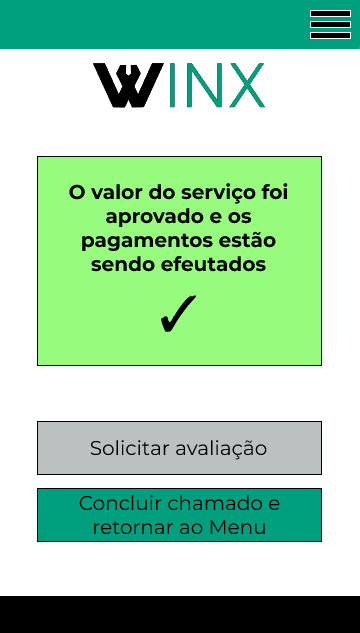 WINX
O valor do serviço foi
aprovado e os
pagamentos estão
sendo efeutados
Solicitar avaliação
Concluir chamado e
retornar ao Menu